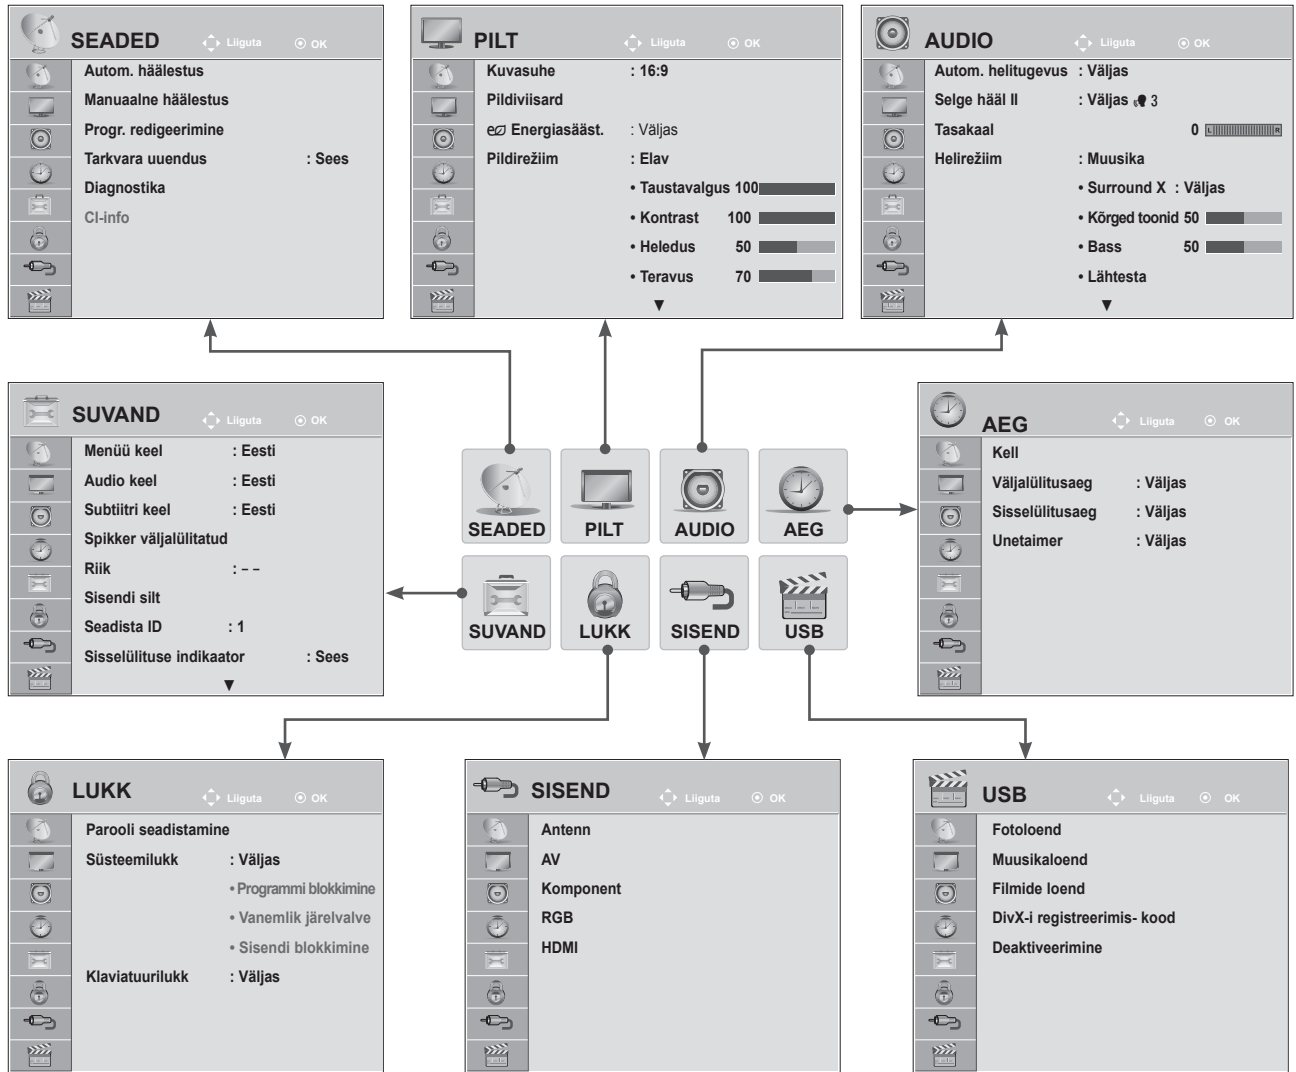 SEADED Liiguta OK
Autom. häälestus
Manuaalne häälestus
Progr. redigeerimine
Tarkvara uuendus : Sees
Diagnostika
CI-info
PILT Liiguta OK
Kuvasuhe : 16:9
Pildiviisard
e Energiasääst. : Väljas
Pildirežiim : Elav
• Taustavalgus 100
• Kontrast 100
• Heledus 50
• Teravus 70
▼
AUDIO Liiguta OK
Autom. helitugevus : Väljas
Selge hääl II : Väljas 3
Tasakaal 0 L R
Helirežiim : Muusika
• Surround X : Väljas
• Kõrged toonid 50
• Bass 50
• Lähtesta
▼
SUVAND Liiguta OK
Menüü keel : Eesti
Audio keel : Eesti
Subtiitri keel : Eesti
Spikker väljalülitatud
Riik : – –
Sisendi silt
Seadista ID : 1
Sisselülituse indikaator : Sees
▼
SEADED PILT AUDIO AEG
SUVAND LUKK SISEND USB
AEG Liiguta OK
Kell
Väljalülitusaeg : Väljas
Sisselülitusaeg : Väljas
Unetaimer : Väljas
LUKK Liiguta OK
Parooli seadistamine
Süsteemilukk : Väljas
• Programmi blokkimine
• Vanemlik järelvalve
• Sisendi blokkimine
Klaviatuurilukk : Väljas
SISEND Liiguta OK
Antenn
AV
Komponent
RGB
HDMI
USB Liiguta OK
Fotoloend
Muusikaloend
Filmide loend
DivX-i registreerimis- kood
Deaktiveerimine